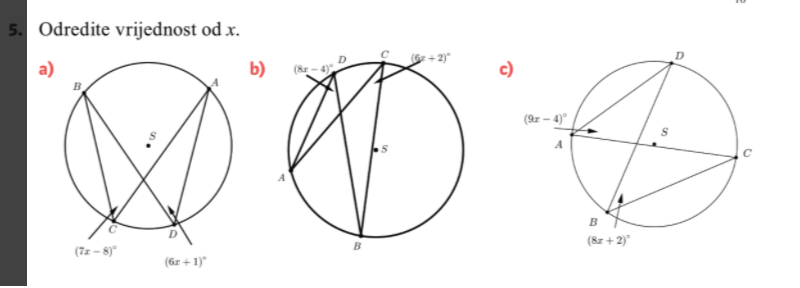 5. Odredite vrijednost od x.
a)
B
A
S
C
D
(7x − 8)°
(6x + 1)°
b)
(8x − 4)°
D
C
(6x + 2)°
S
A
B
c)
D
(9x − 4)°
A
S
C
B
(8x + 2)°